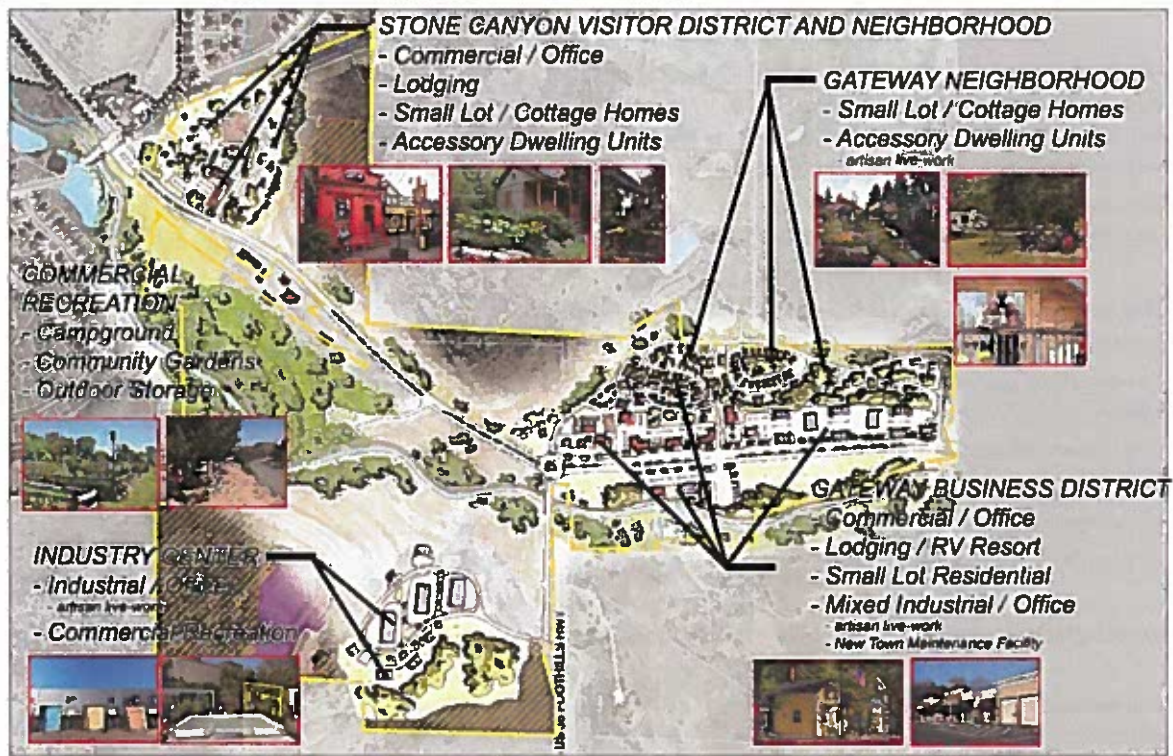 STONE CANYON VISITOR DISTRICT AND NEIGHBORHOOD
- Commercial / Office
- Lodging
- Small Lot / Cottage Homes
- Accessory Dwelling Units
GATEWAY NEIGHBORHOOD
- Small Lot / Cottage Homes
- Accessory Dwelling Units
- artisan live-work
COMMERCIAL
RECREATION
- Campground
- Community Gardens
- Outdoor Storage
INDUSTRY CENTER
- Industrial / Office
- artisan live-work
- Commercial Recreation
GATEWAY BUSINESS DISTRICT
- Commercial / Office
- Lodging / RV Resort
- Small Lot Residential
- Mixed Industrial / Office
- artisan live-work
- New Town Maintenance Facility
FOOTHILLS HWY